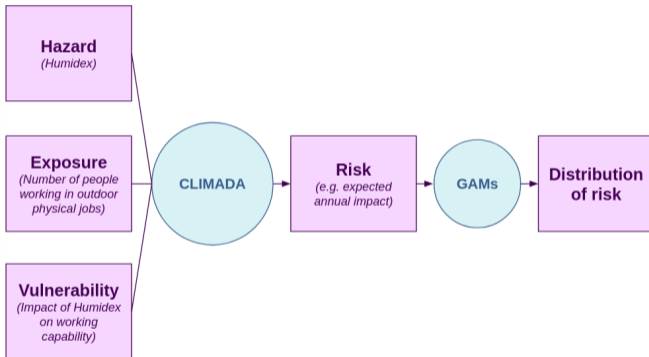 Hazard
(Humidex)
Exposure
(Number of people
working in outdoor
physical jobs)
Vulnerability
(Impact of Humidex
on working
capability)
CLIMADA
Risk
(e.g. expected
annual impact)
GAMs
Distribution
of risk